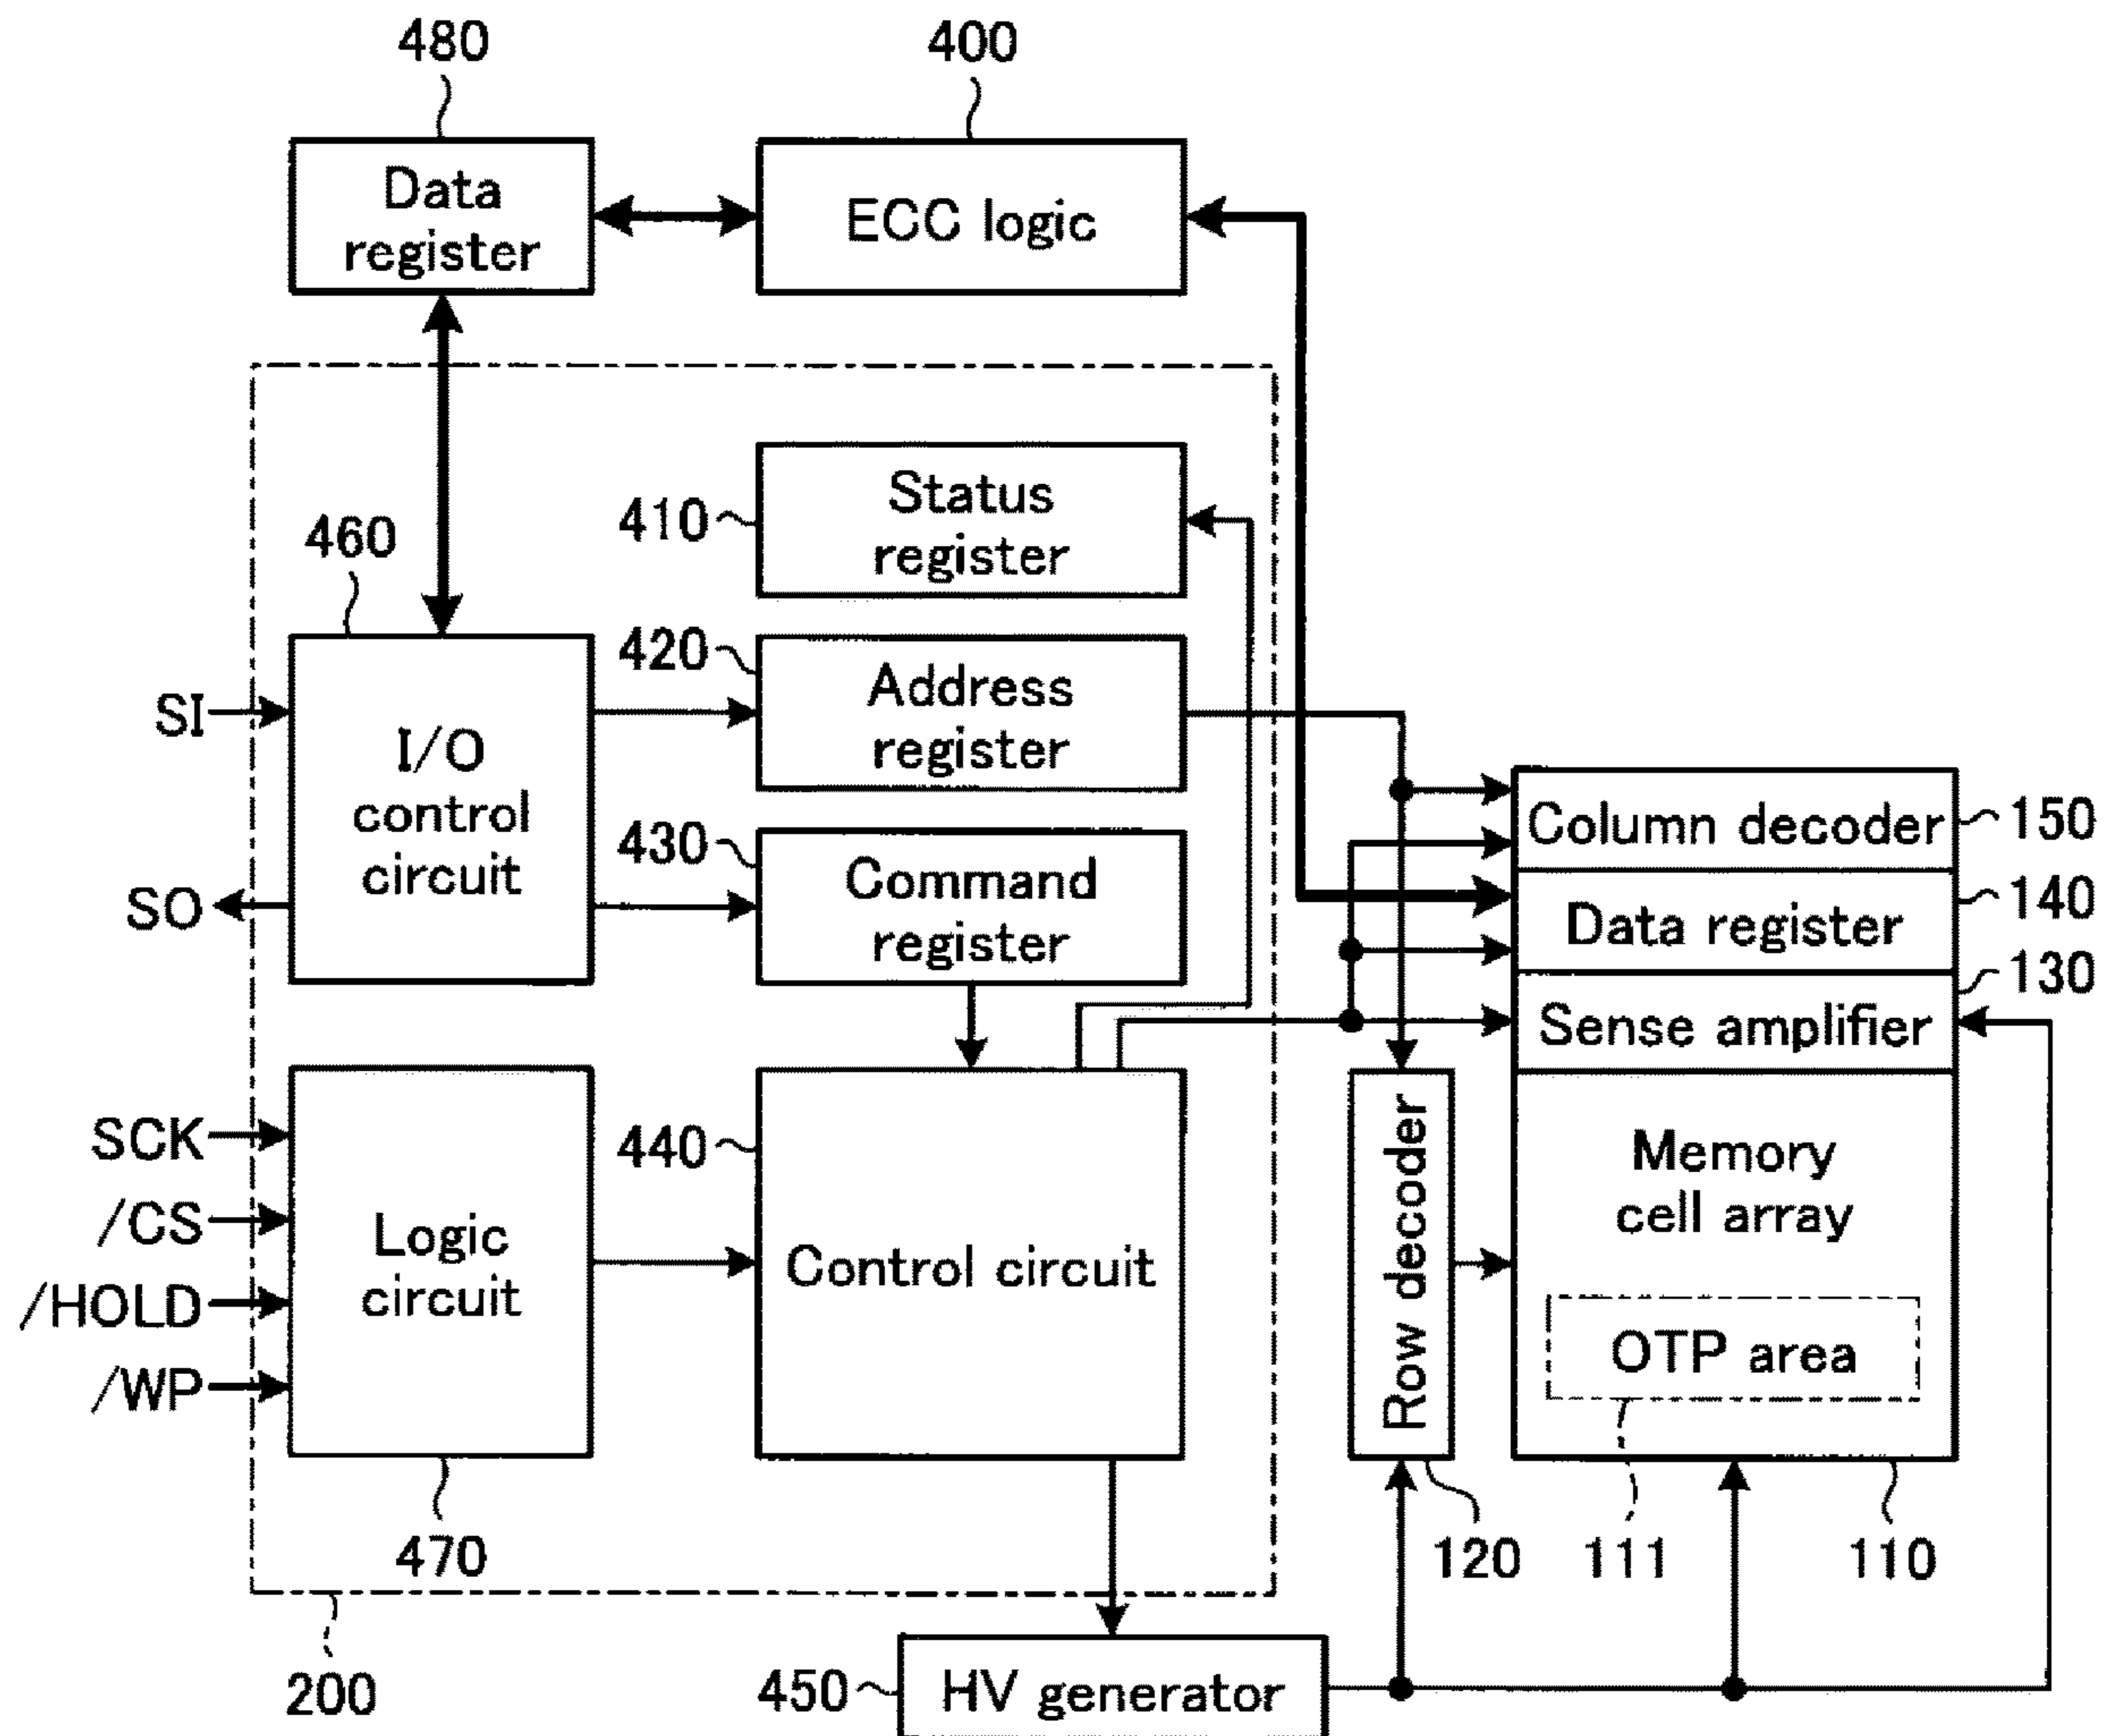 480
400
Data
register
ECC logic
410
Status
register
460
420
Address
register
SI
I/O
control
circuit
SO
430
Command
register
Column decoder
150
Data register
140
130
Sense amplifier
SCK
/CS
/HOLD
/WP
Logic
circuit
440
Control circuit
Row decoder
Memory
cell array
OTP area
470
120
111
110
200
450
HV generator